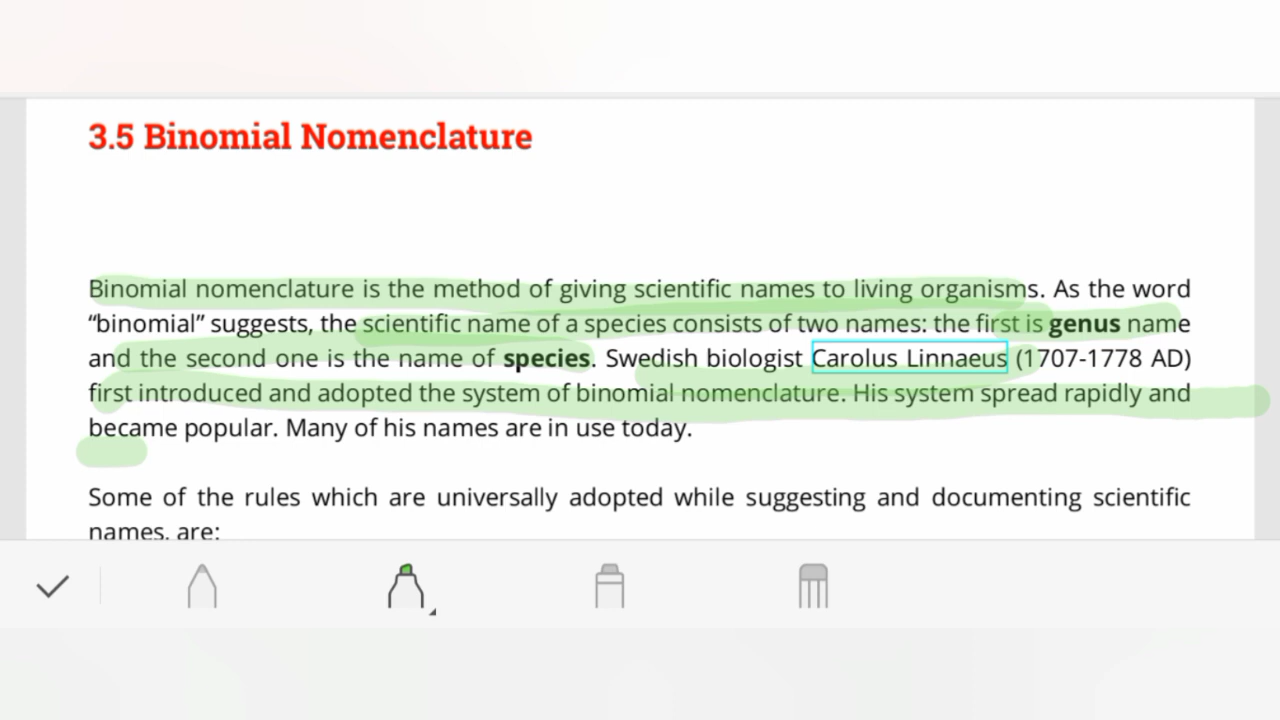 3.5 Binomial Nomenclature
Binomial nomenclature is the method of giving scientific names to living organisms. As the word
“binomial” suggests, the scientific name of a species consists of two names: the first is genus name
and the second one is the name of species. Swedish biologist Carolus Linnaeus (1707-1778 AD)
first introduced and adopted the system of binomial nomenclature. His system spread rapidly and
became popular. Many of his names are in use today.
Some of the rules which are universally adopted while suggesting and documenting scientific
names, are: